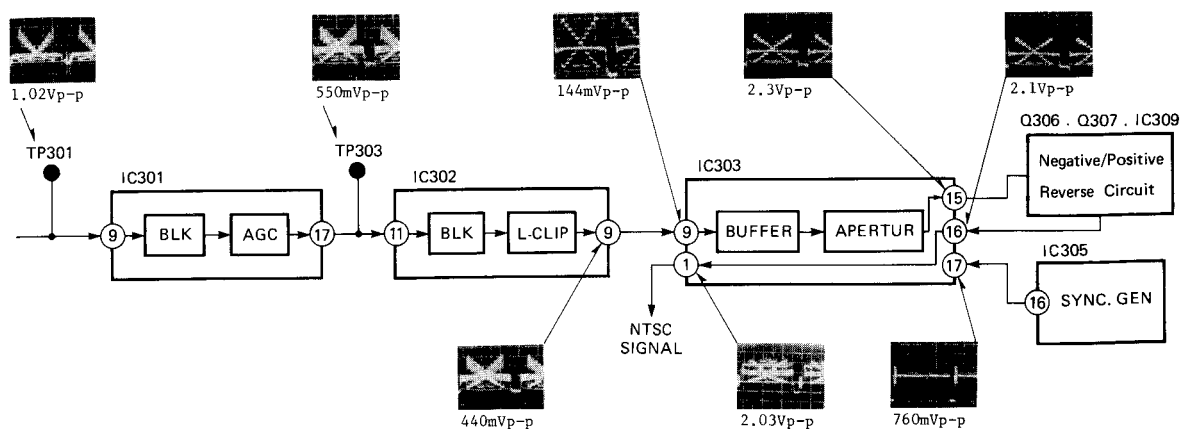 1.02Vp-p
550mVp-p
144mVp-p
2.3Vp-p
2.1Vp-p
TP301
TP303
Q306 . Q707 . IC309
IC301
IC302
IC303
Negative/Positive
Reverse Circuit
9
BLK
AGC
17
11
BLK
L-CLIP
9
9
BUFFER
APERTUR
15
16
1
17
IC305
16
SYNC. GEN
NTSC
SIGNAL
440mVp-p
2.03Vp-p
760mVp-p